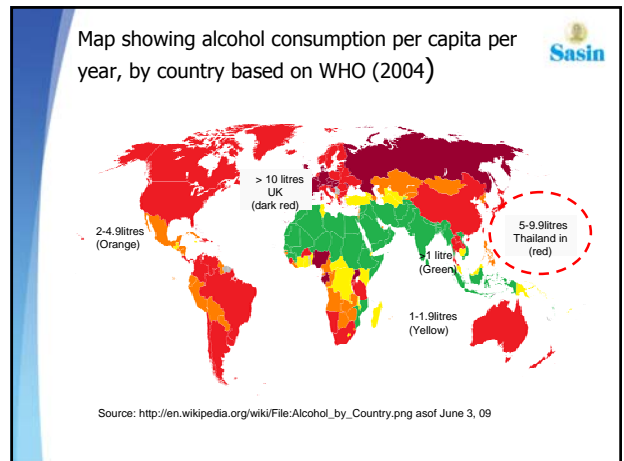 Map showing alcohol consumption per capita per
year, by country based on WHO (2004)
Sasin
> 10 litres
UK
(dark red)
2-4.9litres
(Orange)
5-9.9litres
Thailand in
(red)
>1 litre
(Green)
1-1.9litres
(Yellow)
Source: http://en.wikipedia.org/wiki/File:Alcohol_by_Country.png asof June 3, 09